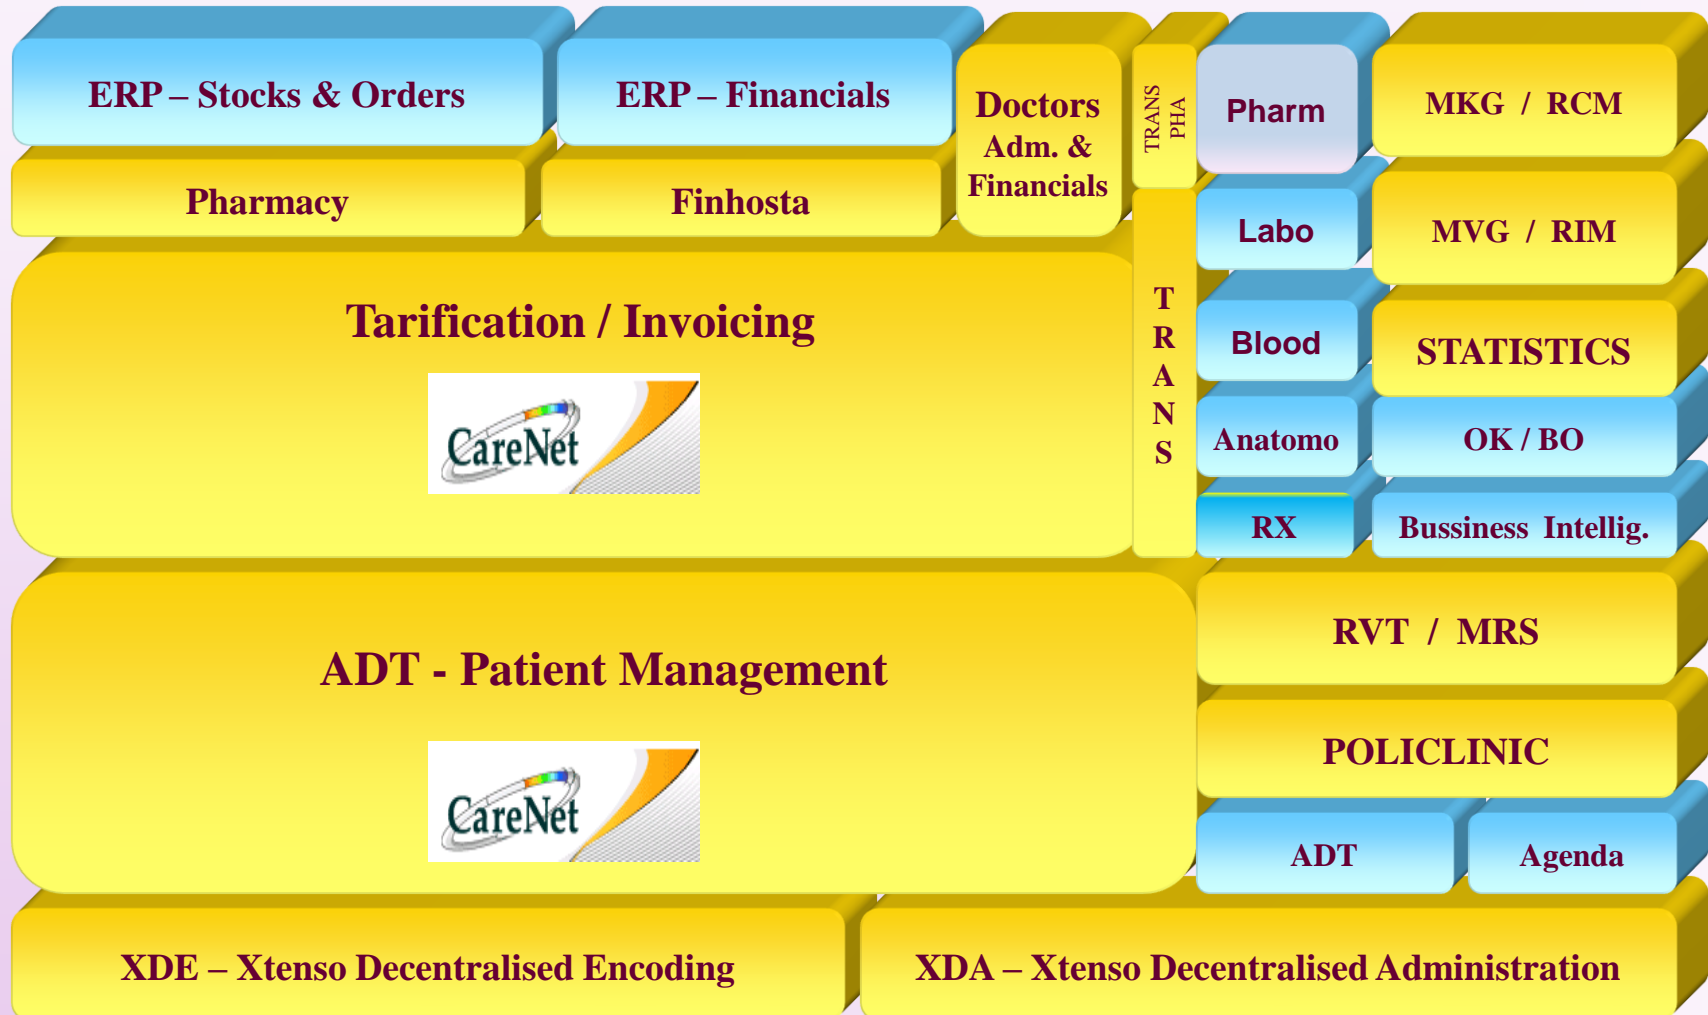 ERP – Stocks & Orders
ERP – Financials
Doctors
Adm. &
Financials
TRANS
PHA
Pharm
MKG / RCM
Pharmacy
Finhosta
Labo
MVG / RIM
Tarification / Invoicing
CareNet
TRANS
Blood
STATISTICS
Anatomo
OK / BO
RX
Bussiness Intellig.
ADT - Patient Management
CareNet
RVT / MRS
POLICLINIC
ADT
Agenda
XDE – Xtenso Decentralised Encoding
XDA – Xtenso Decentralised Administration